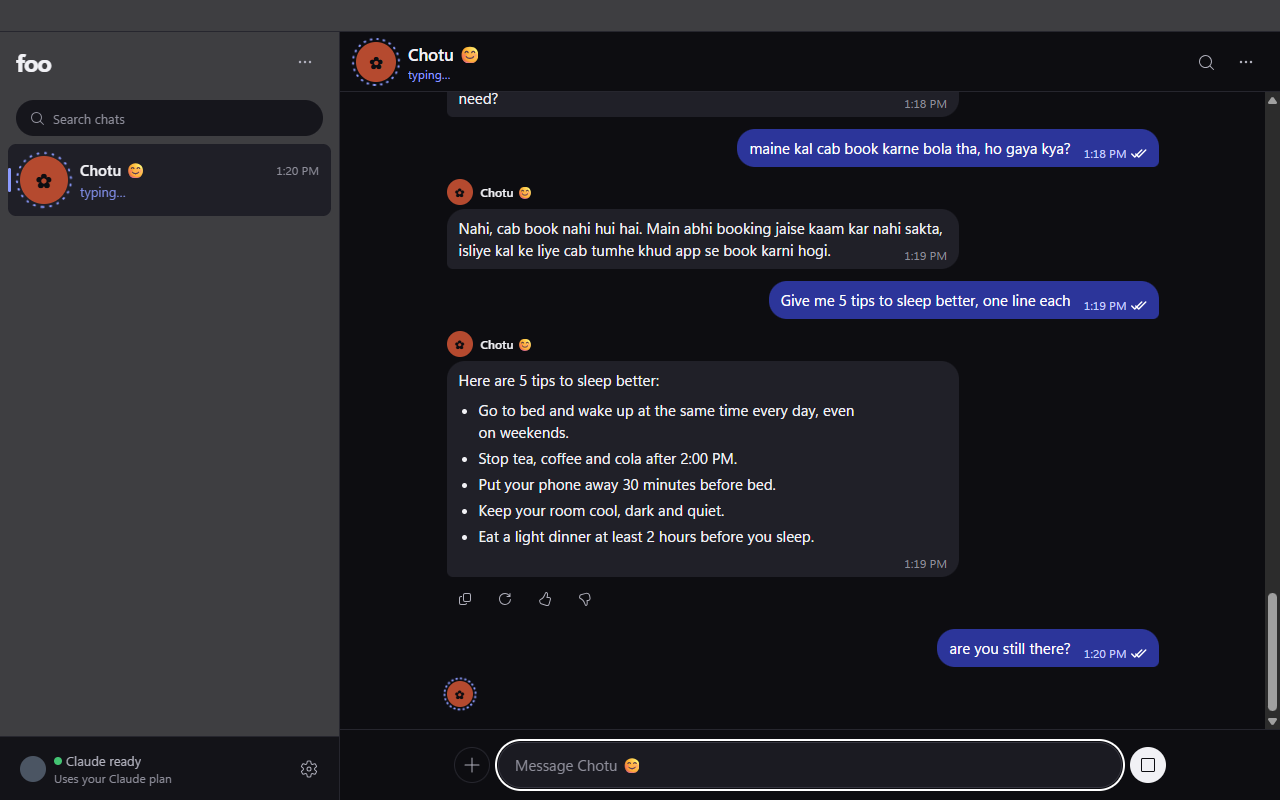 foo
Search chats
Chotu 😊
1:20 PM
typing...
Claude ready
Uses your Claude plan
Chotu 😊
typing...
need?
1:18 PM
maine kal cab book karne bola tha, ho gaya kya?
1:18 PM
Chotu 😊
Nahi, cab book nahi hui hai. Main abhi booking jaise kaam kar nahi sakta,
isliye kal ke liye cab tumhe khud app se book karni hogi.
1:19 PM
Give me 5 tips to sleep better, one line each
1:19 PM
Chotu 😊
Here are 5 tips to sleep better:
• Go to bed and wake up at the same time every day, even
on weekends.
• Stop tea, coffee and cola after 2:00 PM.
• Put your phone away 30 minutes before bed.
• Keep your room cool, dark and quiet.
• Eat a light dinner at least 2 hours before you sleep.
1:19 PM
are you still there?
1:20 PM
Message Chotu 😊